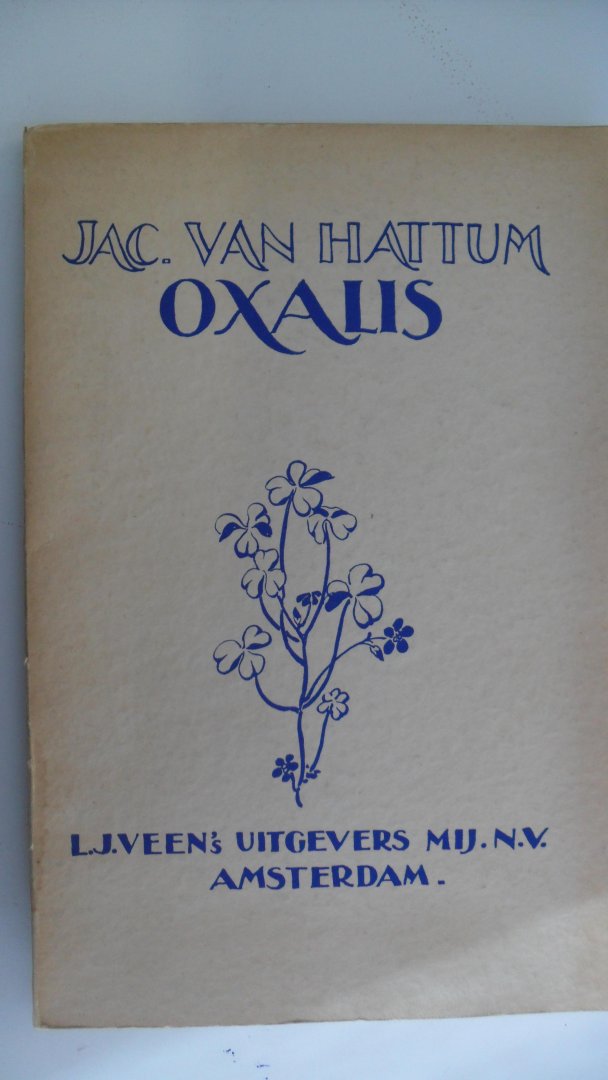 JAC. VAN HATTUM
OXALIS
L.J. VEEN's UITGEVERS MIJ. N.V.
AMSTERDAM.